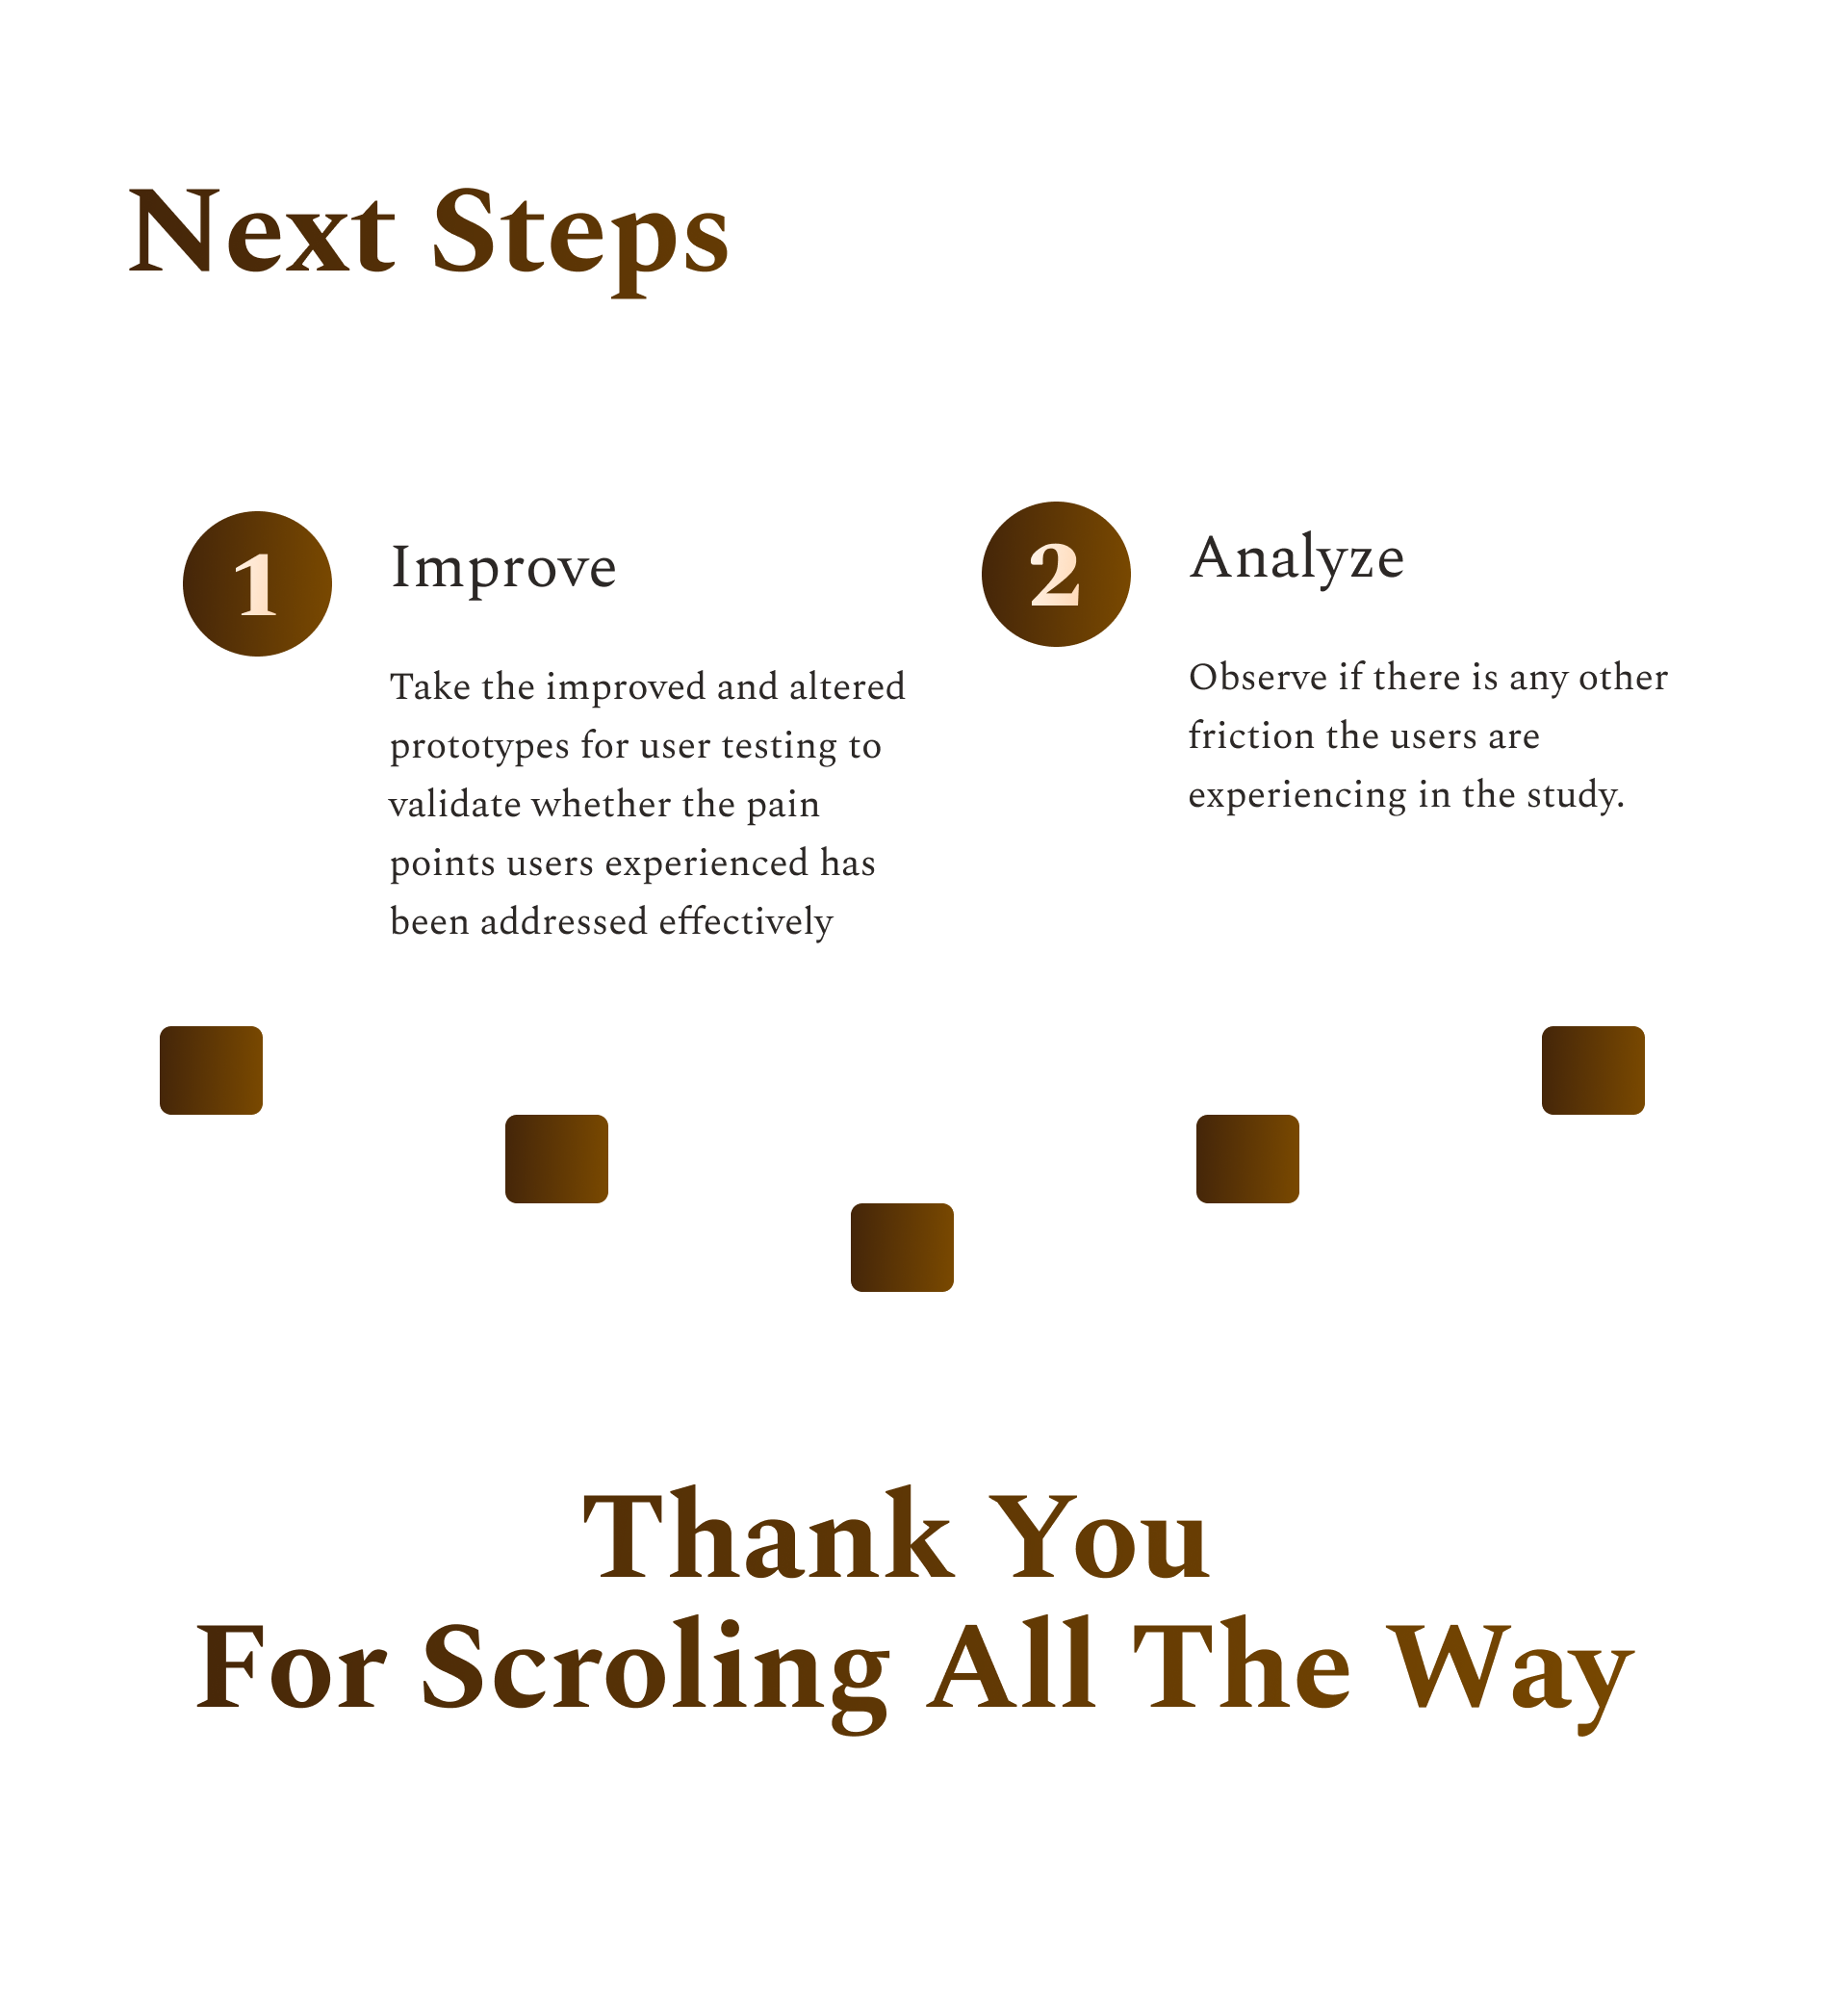 Next Steps
1
Improve
Take the improved and altered
prototypes for user testing to
validate whether the pain
points users experienced has
been addressed effectively
2
Analyze
Observe if there is any other
friction the users are
experiencing in the study.
Thank You
For Scroling All The Way